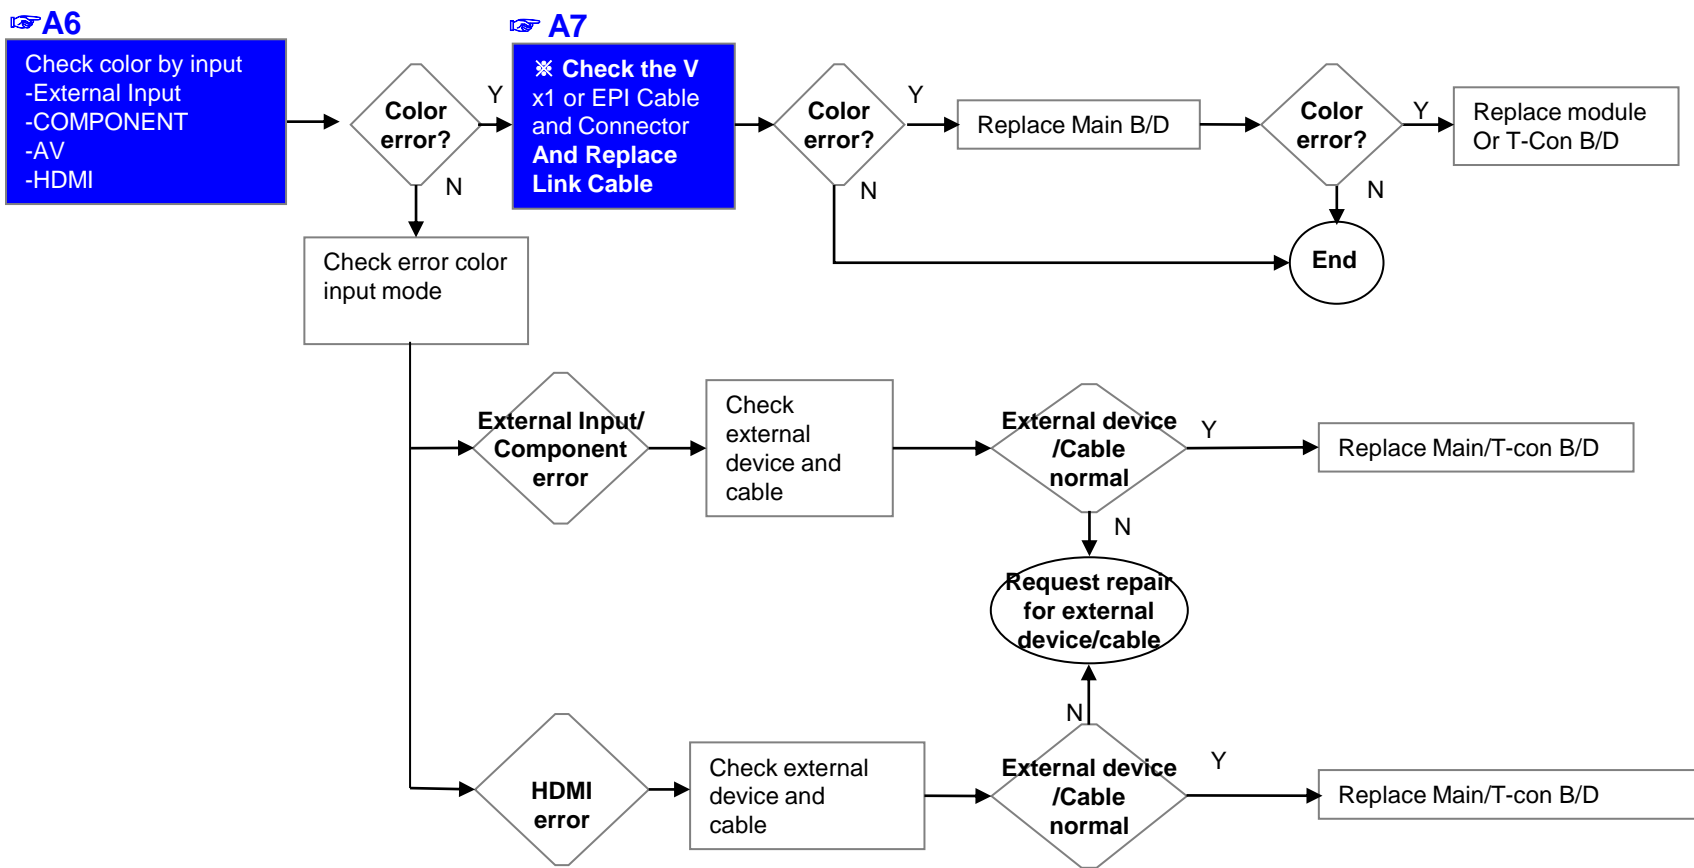 ☞A6
Check color by input
-External Input
-COMPONENT
-AV
-HDMI
Color
error?
Y
N
☞ A7
※ Check the V
x1 or EPI Cable
and Connector
And Replace
Link Cable
Color
error?
Y
N
Replace Main B/D
Color
error?
Y
N
Replace module
Or T-Con B/D
End
Check error color
input mode
External Input/
Component
error
Check
external
device and
cable
External device
/Cable
normal
Y
N
Replace Main/T-con B/D
Request repair
for external
device/cable
HDMI
error
Check external
device and
cable
N
External device
/Cable
normal
Y
Replace Main/T-con B/D